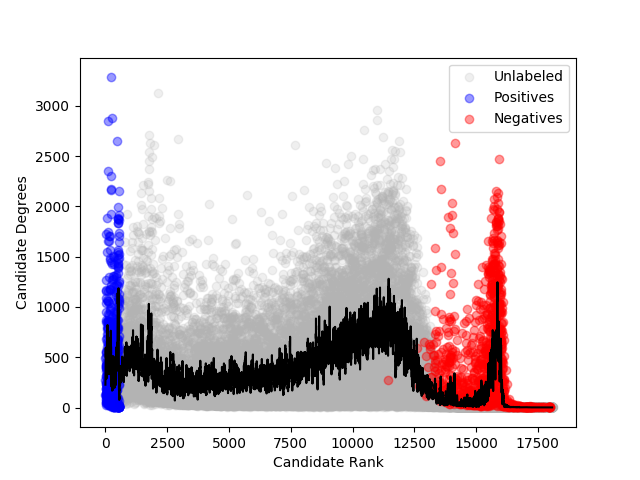 Unlabeled
Positives
Negatives
3000
2500
2000
1500
1000
500
0
Candidate Degrees
0 2500 5000 7500 10000 12500 15000 17500
Candidate Rank